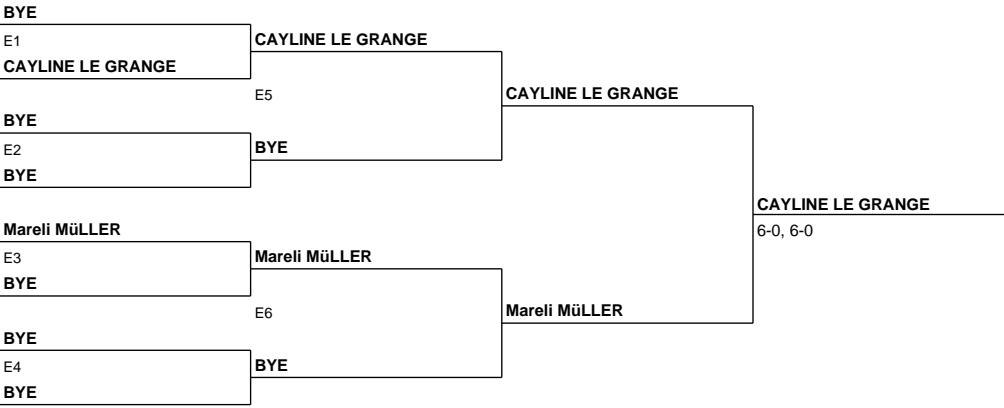 BYE
E1
CAYLINE LE GRANGE
CAYLINE LE GRANGE
E5
CAYLINE LE GRANGE
BYE
E2
BYE
BYE
CAYLINE LE GRANGE
6-0, 6-0
Mareli MüLLER
E3
BYE
Mareli MüLLER
E6
Mareli MüLLER
BYE
E4
BYE
BYE